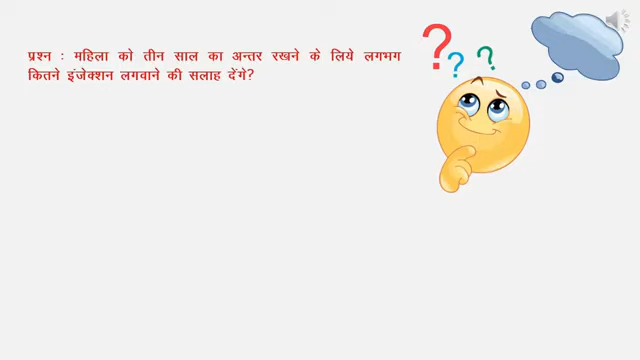 प्रश्न : महिला को तीन साल का अन्तर रखने के लिये लगभग
कितने इंजेक्शन लगवाने की सलाह देंगे?
? ? ?